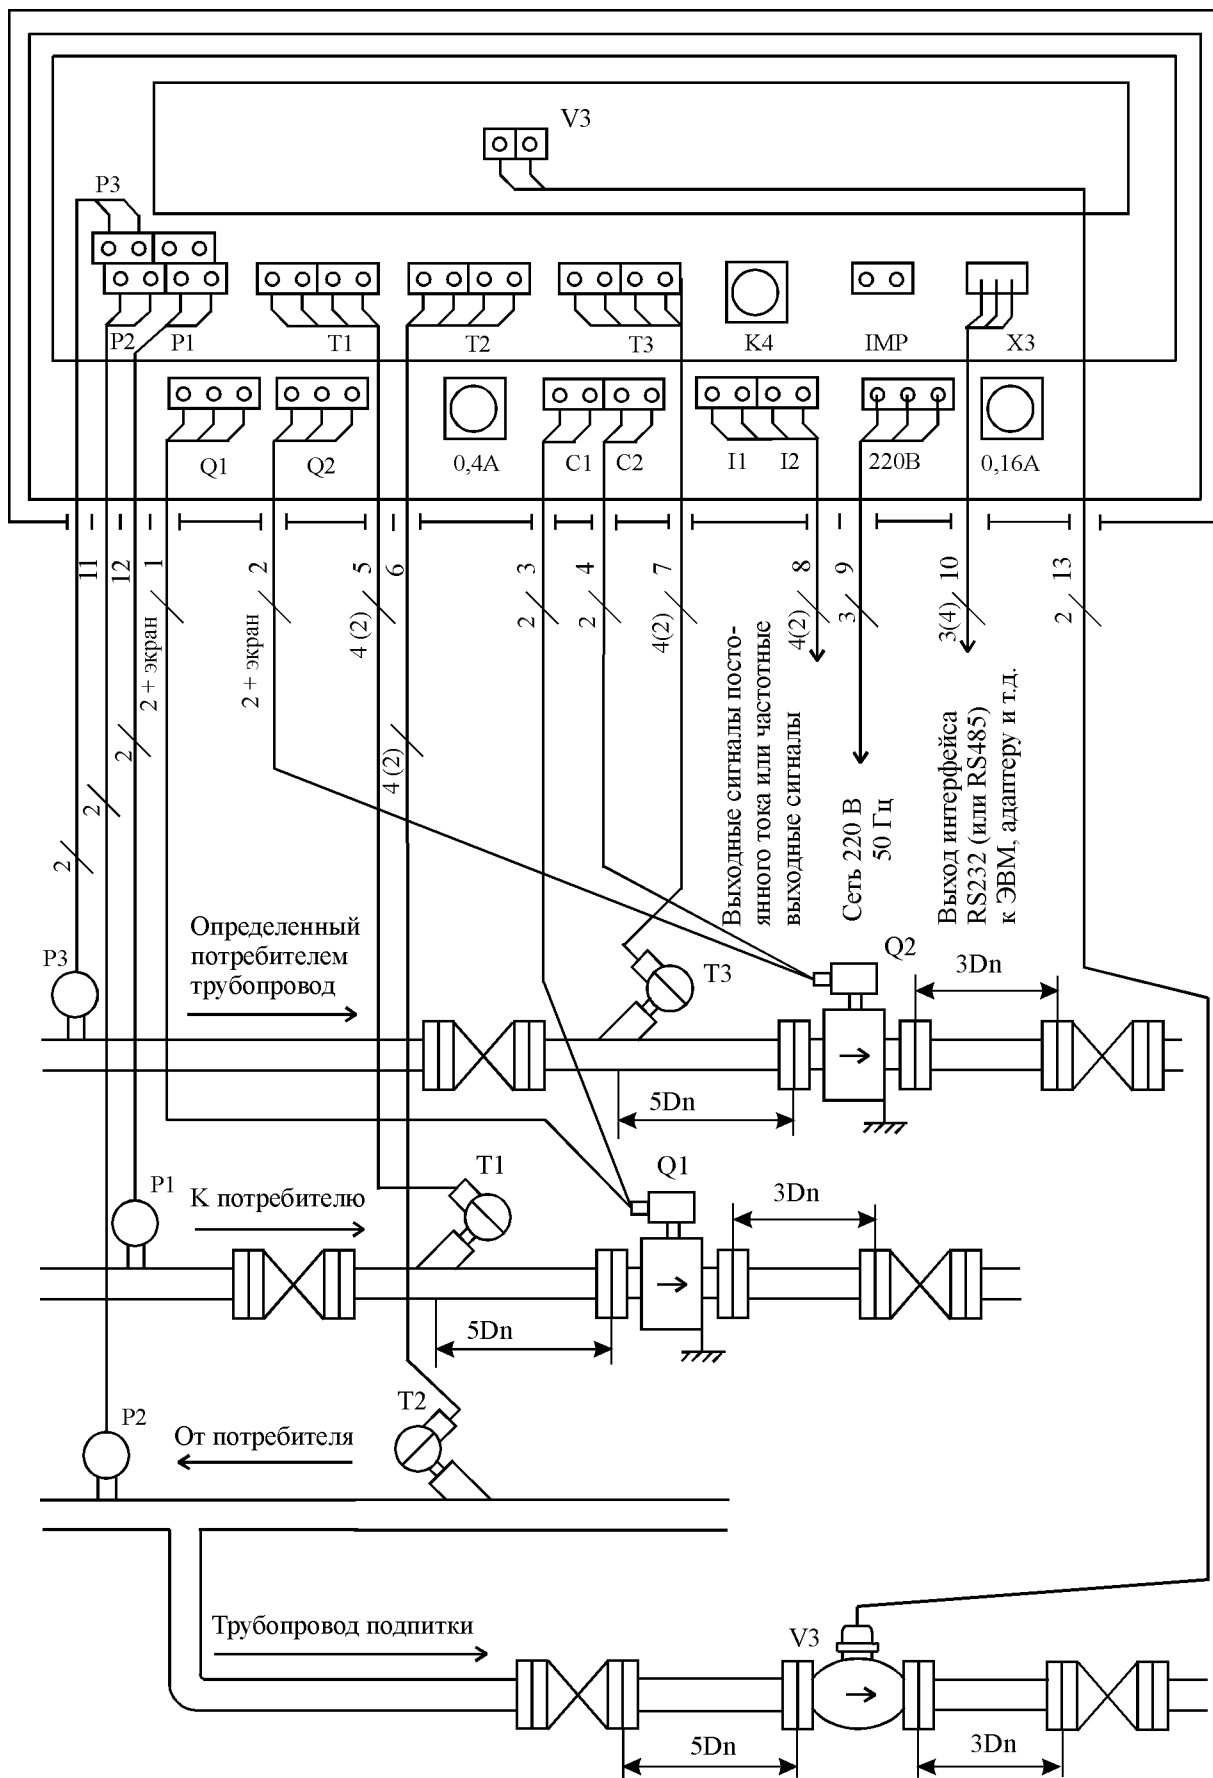 V3
P3
P2
P1
T1
T2
T3
K4
IMP
X3
Q1
Q2
0,4A
C1
C2
I1
I2
220В
0,16A
11
12
1
2
5
6
3
4
7
8
9
10
13
2 + экран
2 + экран
4 (2)
2
2
4(2)
4(2)
3
3(4)
2
2
2
2
4 (2)
Выходные сигналы посто-
янного тока или частотные
выходные сигналы
Сеть 220 В
50 Гц
Выход интерфейса
RS232 (или RS485)
к ЭВМ, адаптеру и т.д.
P3
Определенный
потребителем
трубопровод
T3
Q2
3Dn
5Dn
P1
К потребителю
T1
Q1
3Dn
5Dn
P2
От потребителя
T2
Трубопровод подпитки
V3
5Dn
3Dn